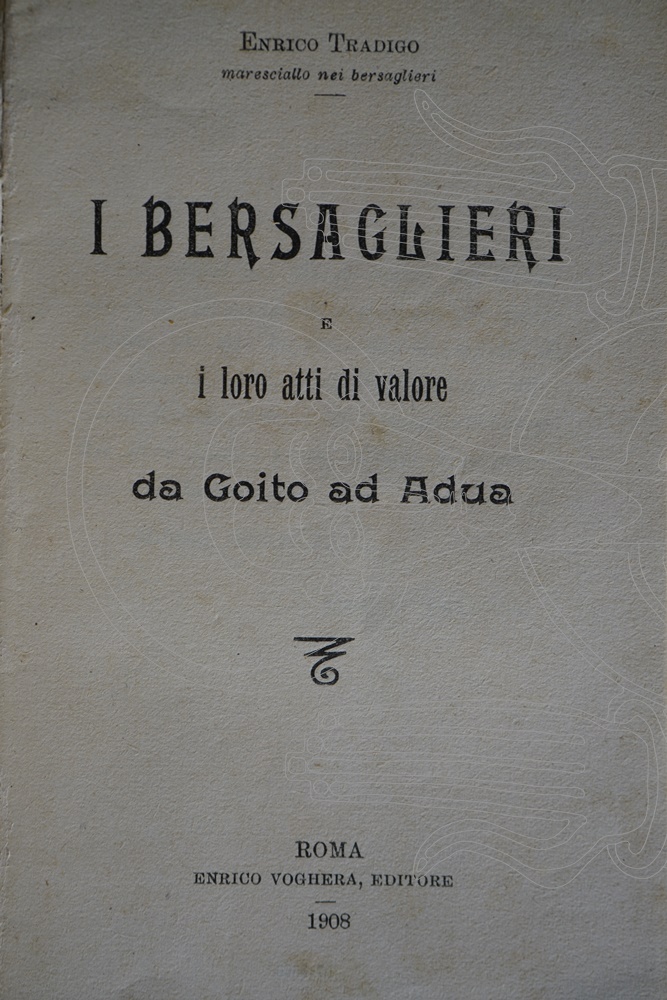 ENRICO TRADIGO
maresciallo nei bersaglieri
I BERSAGLIERI
E
i loro atti di valore
da Goito ad Adua
ROMA
ENRICO VOGHERA, EDITORE
1908